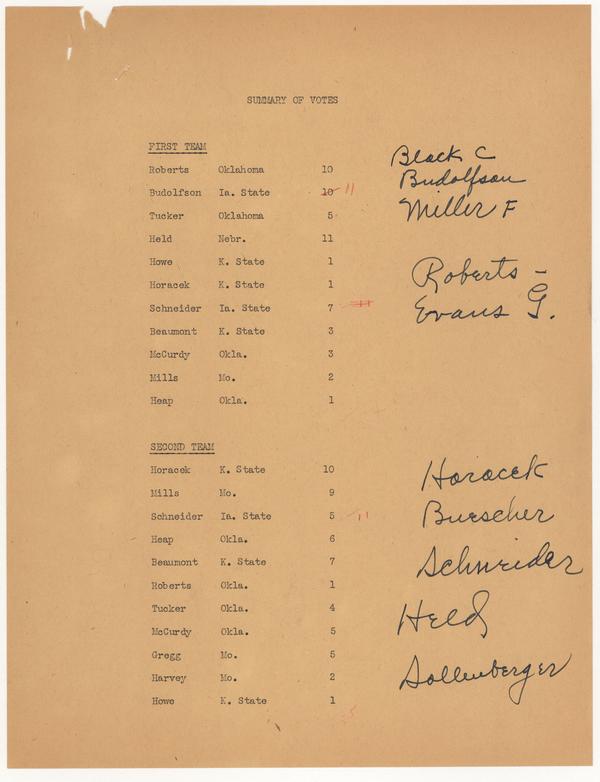 SUMMARY OF VOTES
FIRST TEAM
Roberts Oklahoma 10
Budolfson Ia. State 10 11
Tucker Oklahoma 5
Held Nebr. 11
Howe K. State 1
Horacek K. State 1
Schneider Ia. State 7
Beaumont K. State 3
McCurdy Okla. 3
Mills Mo. 2
Heap Okla. 1
Black C
Budolfson
Miller F
Roberts -
Evans G.
SECOND TEAM
Horacek K. State 10
Mills Mo. 9
Schneider Ia. State 5 11
Heap Okla. 6
Beaumont K. State 7
Roberts Okla. 1
Tucker Okla. 4
McCurdy Okla. 5
Gregg Mo. 5
Harvey Mo. 2
Howe K. State 1
Horacek
Buescher
Schneider
Held
Sollenberger